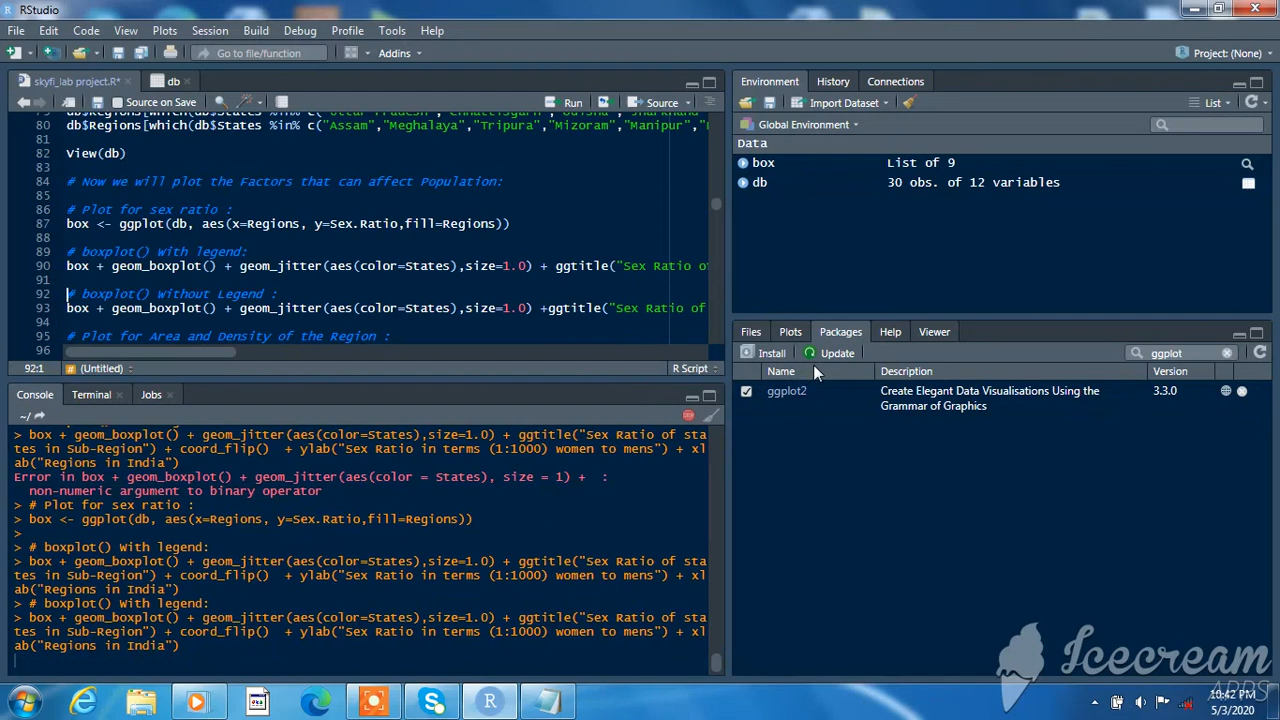 RStudio
File Edit Code View Plots Session Build Debug Profile Tools Help
Go to file/function Addins Project: (None)
skyfi_lab project.R* db
Source on Save Run Source
80 db$Regions[which(db$States %in% c("Assam","Meghalaya","Tripura","Mizoram","Manipur",
81
82 View(db)
83
84 # Now we will plot the Factors that can affect Population:
85
86 # Plot for sex ratio :
87 box <- ggplot(db, aes(x=Regions, y=Sex.Ratio,fill=Regions))
88
89 # boxplot() With legend:
90 box + geom_boxplot() + geom_jitter(aes(color=States),size=1.0) + ggtitle("Sex Ratio of
91
92 # boxplot() Without Legend :
93 box + geom_boxplot() + geom_jitter(aes(color=States),size=1.0) +ggtitle("Sex Ratio of
94
95 # Plot for Area and Density of the Region :
96
92:1 (Untitled) R Script
Console Terminal Jobs
~/
> box + geom_boxplot() + geom_jitter(aes(color=States),size=1.0) + ggtitle("Sex Ratio of sta
tes in Sub-Region") + coord_flip() + ylab("Sex Ratio in terms (1:1000) women to mens") + xl
ab("Regions in India")
Error in box + geom_boxplot() + geom_jitter(aes(color = States), size = 1) + :
non-numeric argument to binary operator
> # Plot for sex ratio :
> box <- ggplot(db, aes(x=Regions, y=Sex.Ratio,fill=Regions))
>
> # boxplot() With legend:
> box + geom_boxplot() + geom_jitter(aes(color=States),size=1.0) + ggtitle("Sex Ratio of sta
tes in Sub-Region") + coord_flip() + ylab("Sex Ratio in terms (1:1000) women to mens") + xl
ab("Regions in India")
> # boxplot() With legend:
> box + geom_boxplot() + geom_jitter(aes(color=States),size=1.0) + ggtitle("Sex Ratio of sta
tes in Sub-Region") + coord_flip() + ylab("Sex Ratio in terms (1:1000) women to mens") + xl
ab("Regions in India")
Environment History Connections
Import Dataset List
Global Environment
Data
box List of 9
db 30 obs. of 12 variables
Files Plots Packages Help Viewer
Install Update ggplot
Name Description Version
ggplot2 Create Elegant Data Visualisations Using the 3.3.0
Grammar of Graphics
Icecream
APPS
10:42 PM
5/3/2020